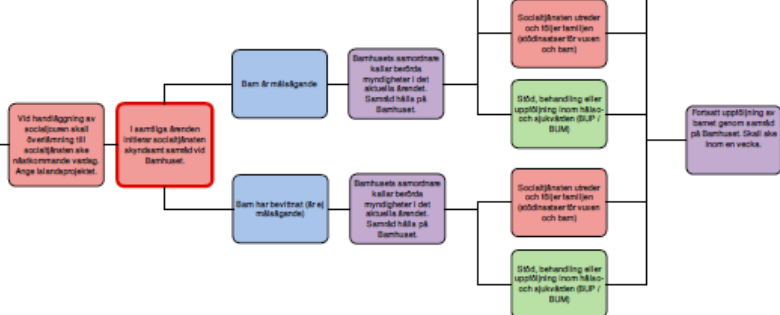 Vid handläggning av
socialjouren skall
överlämning till
socialtjänsten ske
nästkommande vardag.
Ange Islandsprojektet.
I samtliga ärenden
initierar socialtjänsten
skyndsamt samråd vid
Barnhuset.
Barn är målsägande
Barnhusets samordnare
kallar berörda
myndigheter i det
aktuella ärendet.
Samråd hålls på
Barnhuset.
Socialtjänsten utreder
och följer familjen
(stödinsatser för vuxen
och barn)
Stöd, behandling eller
uppföljning inom hälso-
och sjukvården (BUP /
BUM)
Barn har bevittnat (är ej
målsägande)
Barnhusets samordnare
kallar berörda
myndigheter i det
aktuella ärendet.
Samråd hålls på
Barnhuset.
Socialtjänsten utreder
och följer familjen
(stödinsatser för vuxen
och barn)
Stöd, behandling eller
uppföljning inom hälso-
och sjukvården (BUP /
BUM)
Fortsatt uppföljning av
barnet genom samråd
på Barnhuset. Skall ske
inom en vecka.